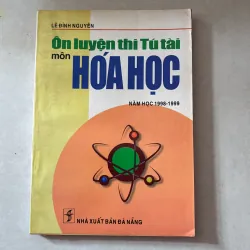 LÊ ĐÌNH NGUYÊN
Ôn luyện thi Tú tài
môn
HÓA HỌC
NĂM HỌC 1998-1999
NHÀ XUẤT BẢN ĐÀ NẴNG